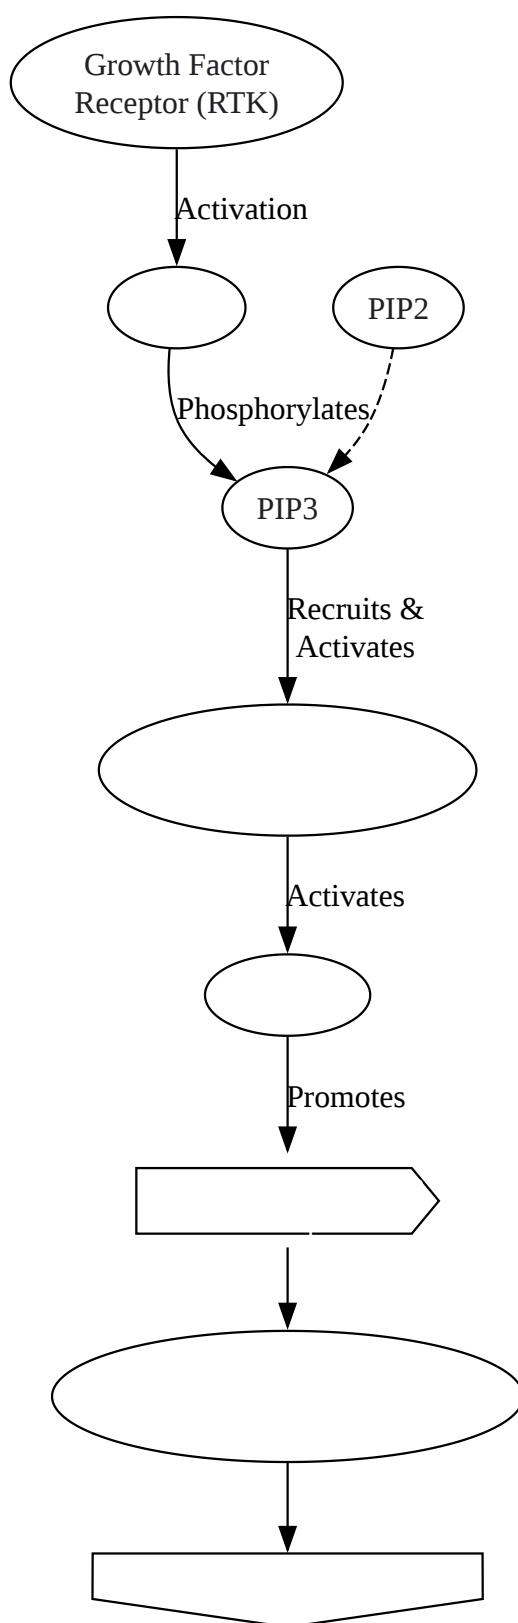 Growth Factor
Receptor (RTK)
Activation
PIP2
Phosphorylates
PIP3
Recruits &
Activates
Activates
Promotes